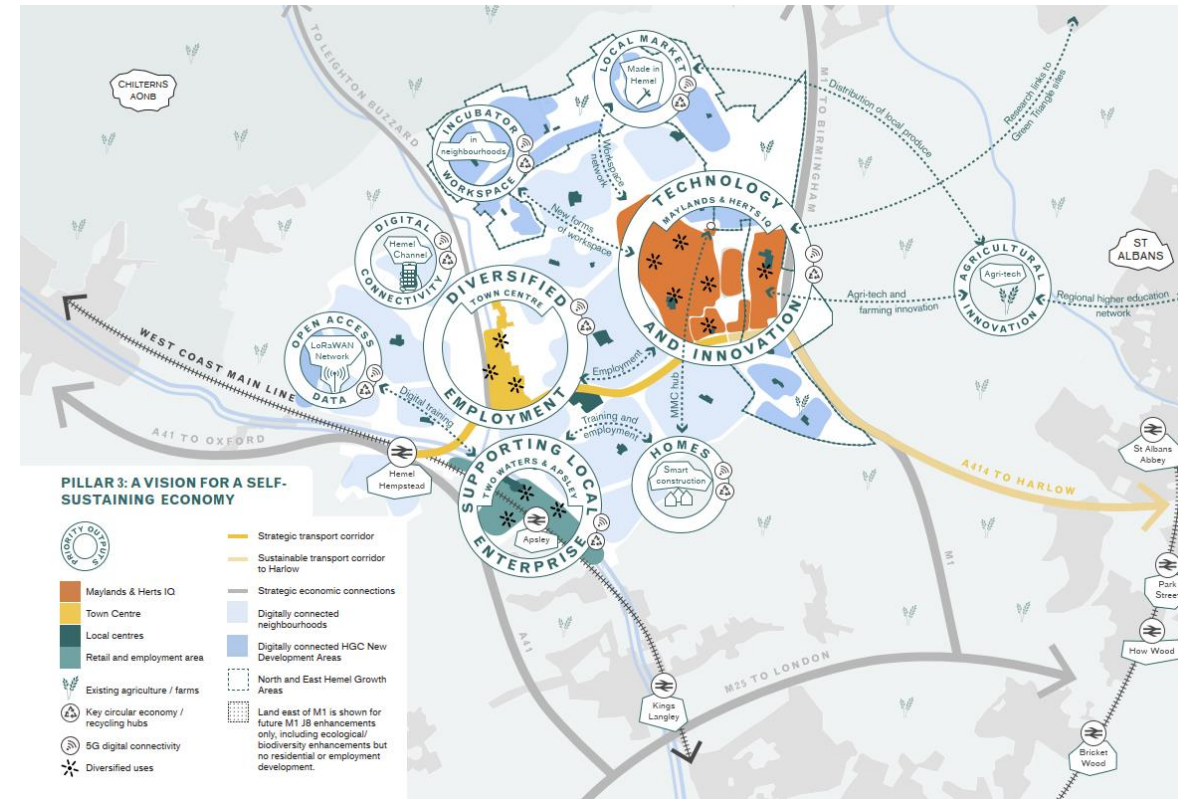 CHILTERNS
AONB
TO LEIGHTON BUZZARD
LOCAL MARKET
Made in
Hemel
INCUBATOR
in
neighbourhoods
WORKSPACE
Workspace
network
New forms
of workspace
M1 TO BIRMINGHAM
Distribution of local produce
Research links to
Green Triangle sites
TECHNOLOGY
MAYLANDS & HERTS IQ
AND INNOVATION
DIGITAL
Hemel
Channel
CONNECTIVITY
DIVERSIFIED
TOWN CENTRE
EMPLOYMENT
AGRICULTURAL
Agri-tech
INNOVATION
ST
ALBANS
Agri-tech and
farming innovation
Regional higher education
network
OPEN ACCESS
LoRaWAN
Network
DATA
WEST COAST MAIN LINE
A41 TO OXFORD
Digital training
Employment
MMC hub
Training and
employment
HOMES
Smart
construction
SUPPORTING LOCAL
TWO WATERS & APSLEY
Apsley
ENTERPRISE
Hemel
Hempstead
A414 TO HARLOW
St Albans
Abbey
Park
Street
How Wood
Bricket
Wood
Kings
Langley
M1
A41
M25 TO LONDON
PILLAR 3: A VISION FOR A SELF-
SUSTAINING ECONOMY
PRIORITY OUTPUTS
Maylands & Herts IQ
Town Centre
Local centres
Retail and employment area
Existing agriculture / farms
Key circular economy /
recycling hubs
5G digital connectivity
Diversified uses
Strategic transport corridor
Sustainable transport corridor
to Harlow
Strategic economic connections
Digitally connected
neighbourhoods
Digitally connected HGC New
Development Areas
North and East Hemel Growth
Areas
Land east of M1 is shown for
future M1 J8 enhancements
only, including ecological/
biodiversity enhancements but
no residential or employment
development.